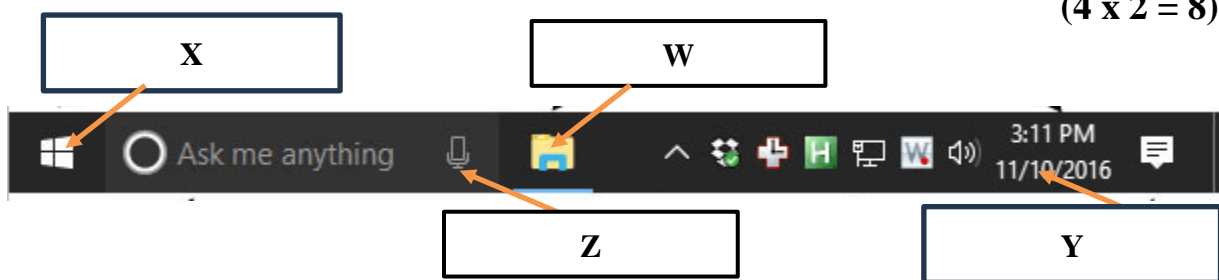 (4 x 2 = 8)
X
W
Ask me anything
H
W
3:11 PM
11/10/2016
Z
Y